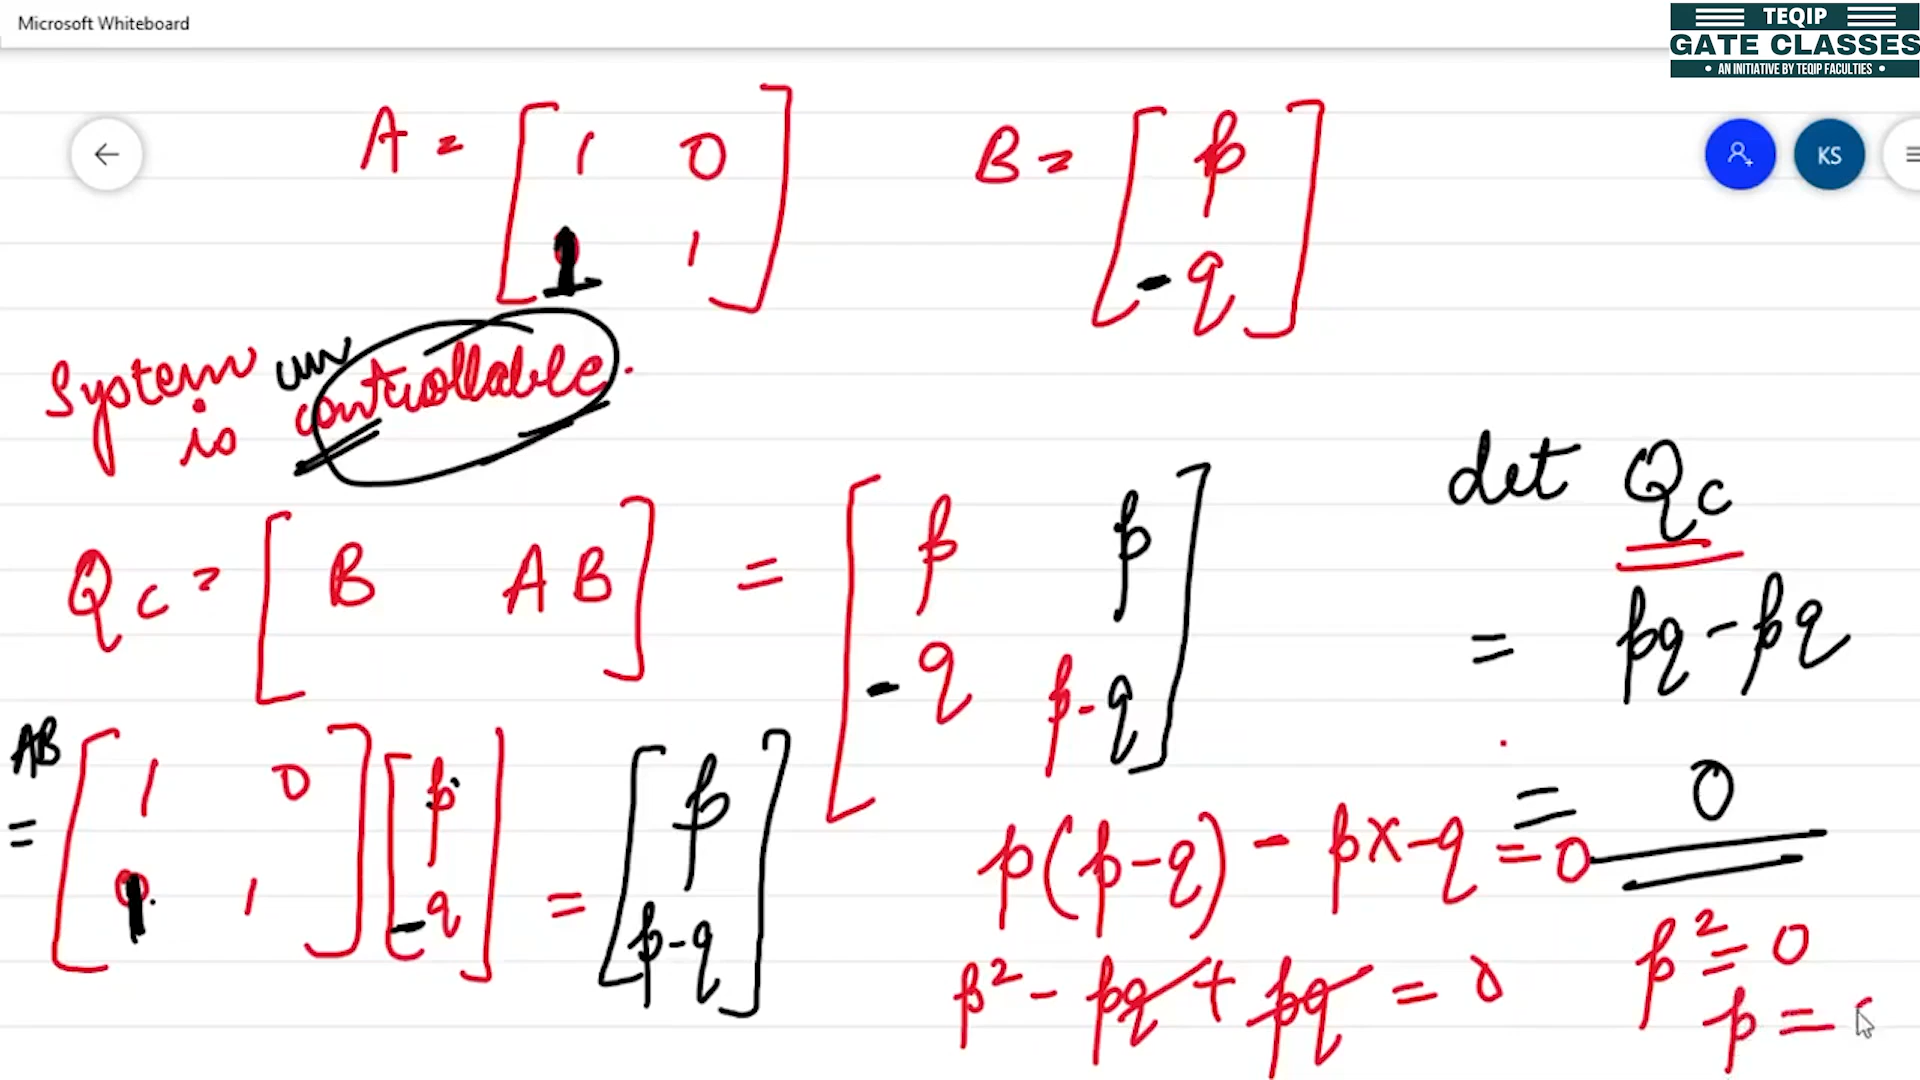 Microsoft Whiteboard
TEQIP
GATE CLASSES
• AN INITIATIVE BY TEQIP FACULTIES •
KS
A = [ 1 0
1 1 ]
B = [ p
- q ]
System is uncontrollable.
Qc = [ B AB ] = [ p p
- q p - q ]
det Qc
= pq - pq
= 0
AB = [ 1 0
1 1 ] [ p
- q ] = [ p
p - q ]
p(p - q) - p x - q = 0
p² - pq + pq = 0
p² = 0
p =